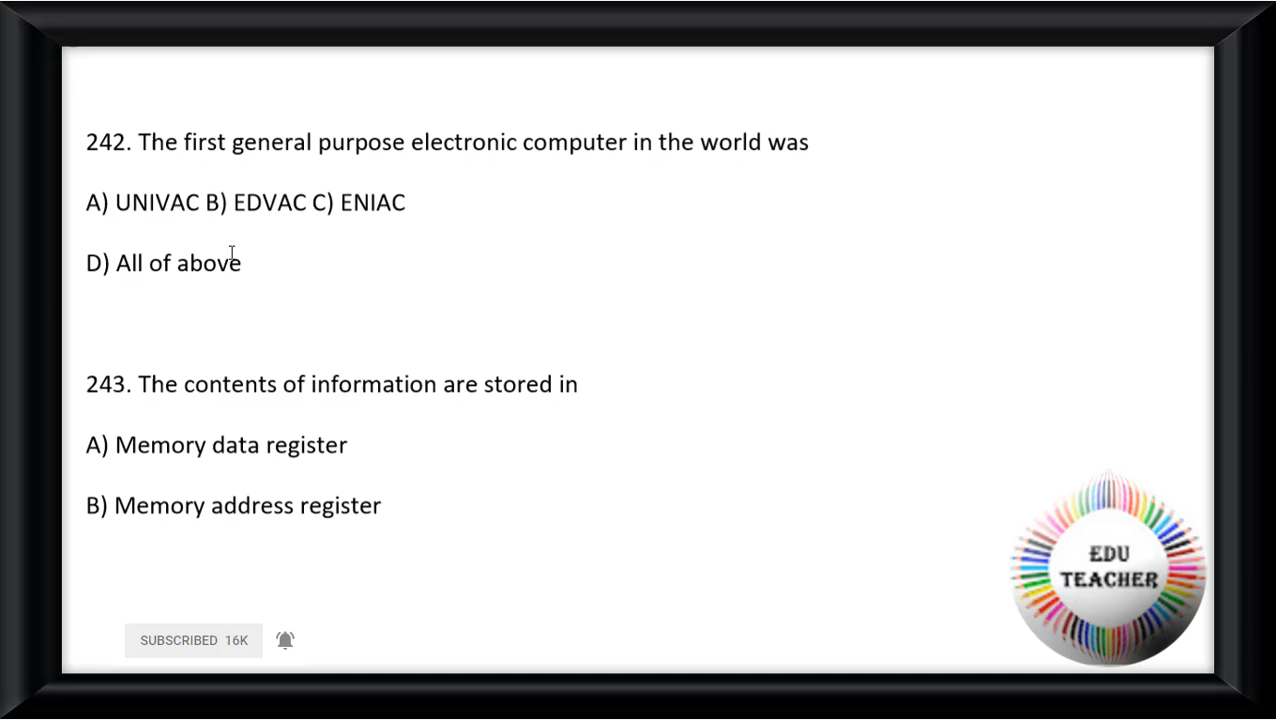 242. The first general purpose electronic computer in the world was
A) UNIVAC B) EDVAC C) ENIAC
D) All of above
243. The contents of information are stored in
A) Memory data register
B) Memory address register
EDU
TEACHER
SUBSCRIBED 16K